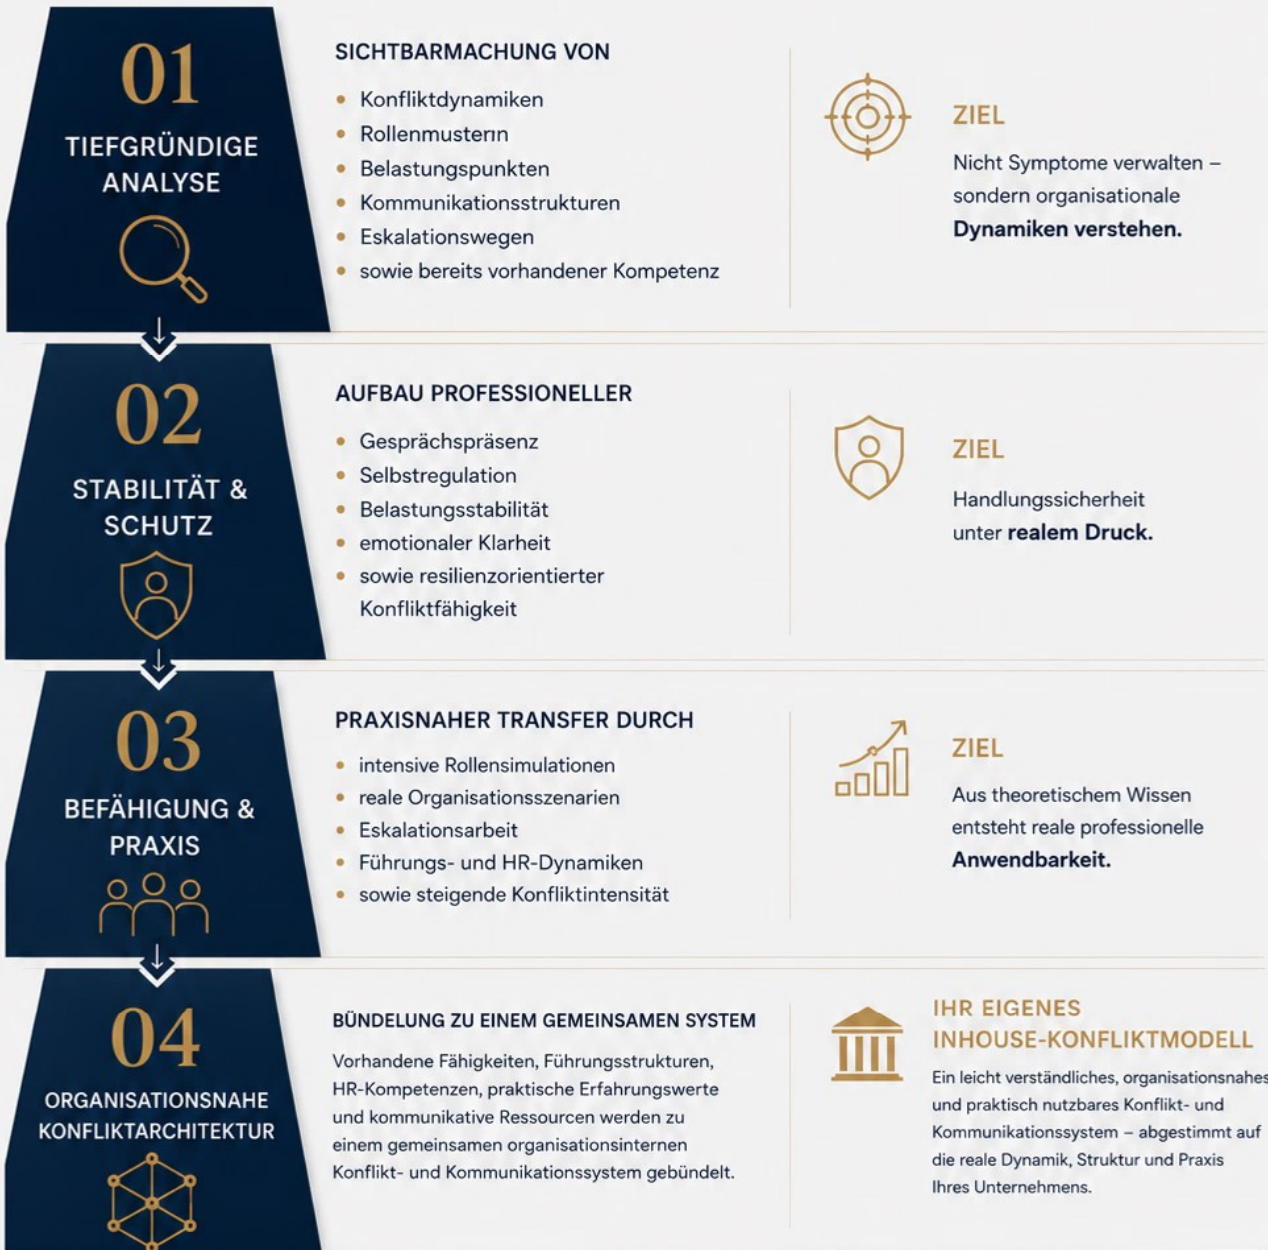 01
TIEFGRÜNDIGE
ANALYSE
SICHTBARMACHUNG VON
• Konfliktdynamiken
• Rollenmustern
• Belastungspunkten
• Kommunikationsstrukturen
• Eskalationswegen
• sowie bereits vorhandener Kompetenz
ZIEL
Nicht Symptome verwalten –
sondern organisationale
Dynamiken verstehen.
02
STABILITÄT &
SCHUTZ
AUFBAU PROFESSIONELLER
• Gesprächspräsenz
• Selbstregulation
• Belastungsstabilität
• emotionaler Klarheit
• sowie resilienzorientierter
Konfliktfähigkeit
ZIEL
Handlungssicherheit
unter realem Druck.
03
BEFÄHIGUNG &
PRAXIS
PRAXISNAHER TRANSFER DURCH
• intensive Rollensimulationen
• reale Organisationsszenarien
• Eskalationsarbeit
• Führungs- und HR-Dynamiken
• sowie steigende Konfliktintensität
ZIEL
Aus theoretischem Wissen
entsteht reale professionelle
Anwendbarkeit.
04
ORGANISATIONSNAHE
KONFLIKTARCHITEKTUR
BÜNDELUNG ZU EINEM GEMEINSAMEN SYSTEM
Vorhandene Fähigkeiten, Führungsstrukturen,
HR-Kompetenzen, praktische Erfahrungswerte
und kommunikative Ressourcen werden zu
einem gemeinsamen organisationsinternen
Konflikt- und Kommunikationssystem gebündelt.
IHR EIGENES
INHOUSE-KONFLIKTMODELL
Ein leicht verständliches, organisationsnahes
und praktisch nutzbares Konflikt- und
Kommunikationssystem – abgestimmt auf
die reale Dynamik, Struktur und Praxis
Ihres Unternehmens.